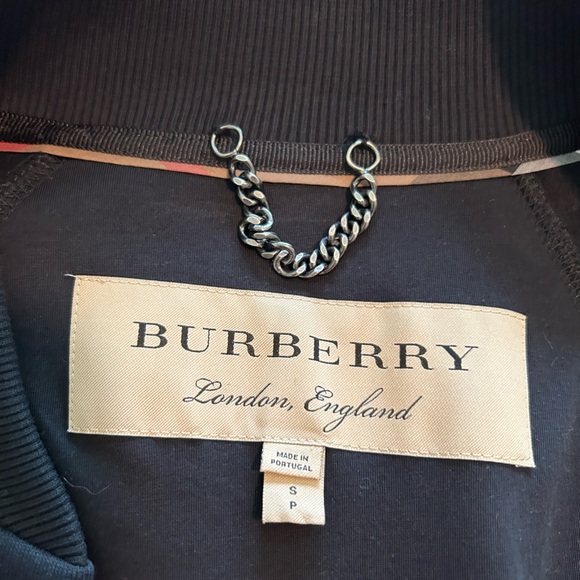 BURBERRY
London, England
MADE IN
PORTUGAL
S
P